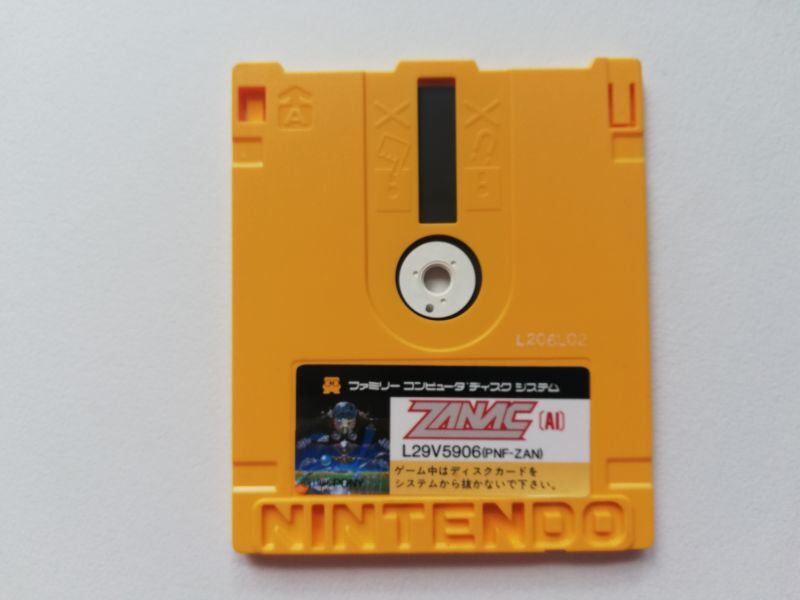 A
L206L02
ファミリー コンピュータ ディスク システム
ZANAC (AI)
L29V5906(PNF-ZAN)
ゲーム中はディスクカードを
システムから抜かないで下さい。
PONY
NINTENDO